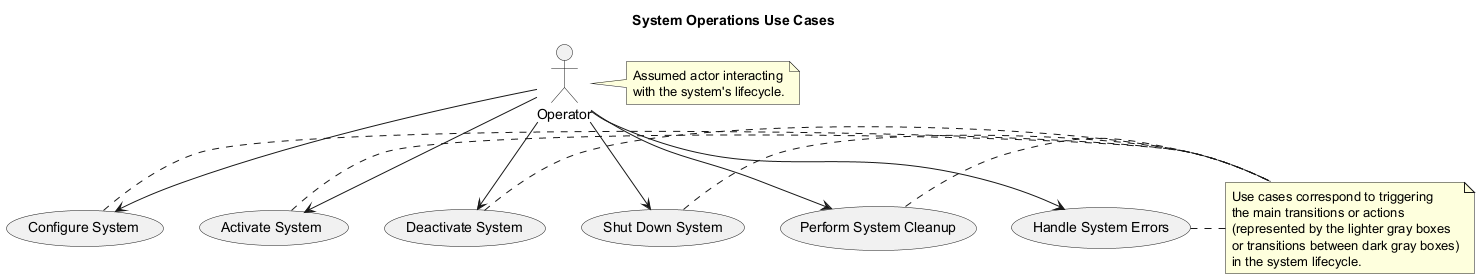 System Operations Use Cases
Assumed actor interacting
with the system's lifecycle.
Operator
Configure System
Activate System
Deactivate System
Shut Down System
Perform System Cleanup
Handle System Errors
Use cases correspond to triggering
the main transitions or actions
(represented by the lighter gray boxes
or transitions between dark gray boxes)
in the system lifecycle.